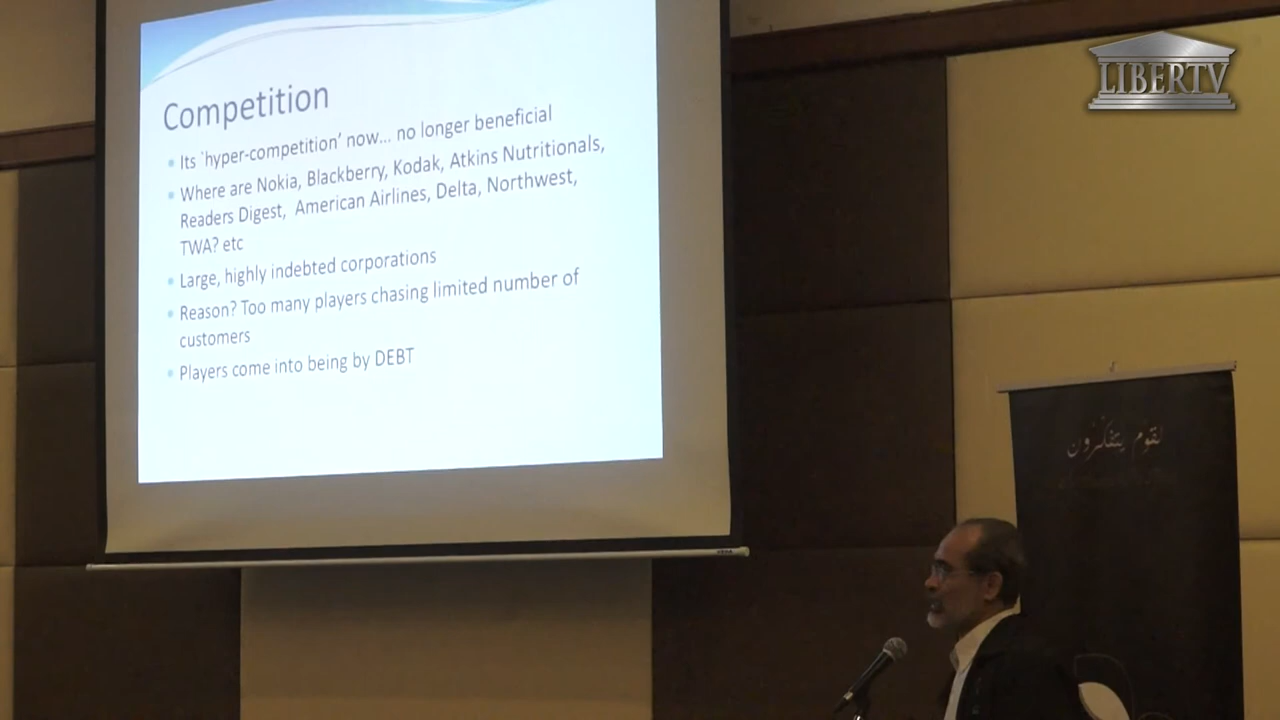 LIBERTV
Competition
Its `hyper-competition' now... no longer beneficial
Where are Nokia, Blackberry, Kodak, Atkins Nutritionals,
Readers Digest, American Airlines, Delta, Northwest,
TWA? etc
Large, highly indebted corporations
Reason? Too many players chasing limited number of
customers
Players come into being by DEBT
لقوم يتفكرون